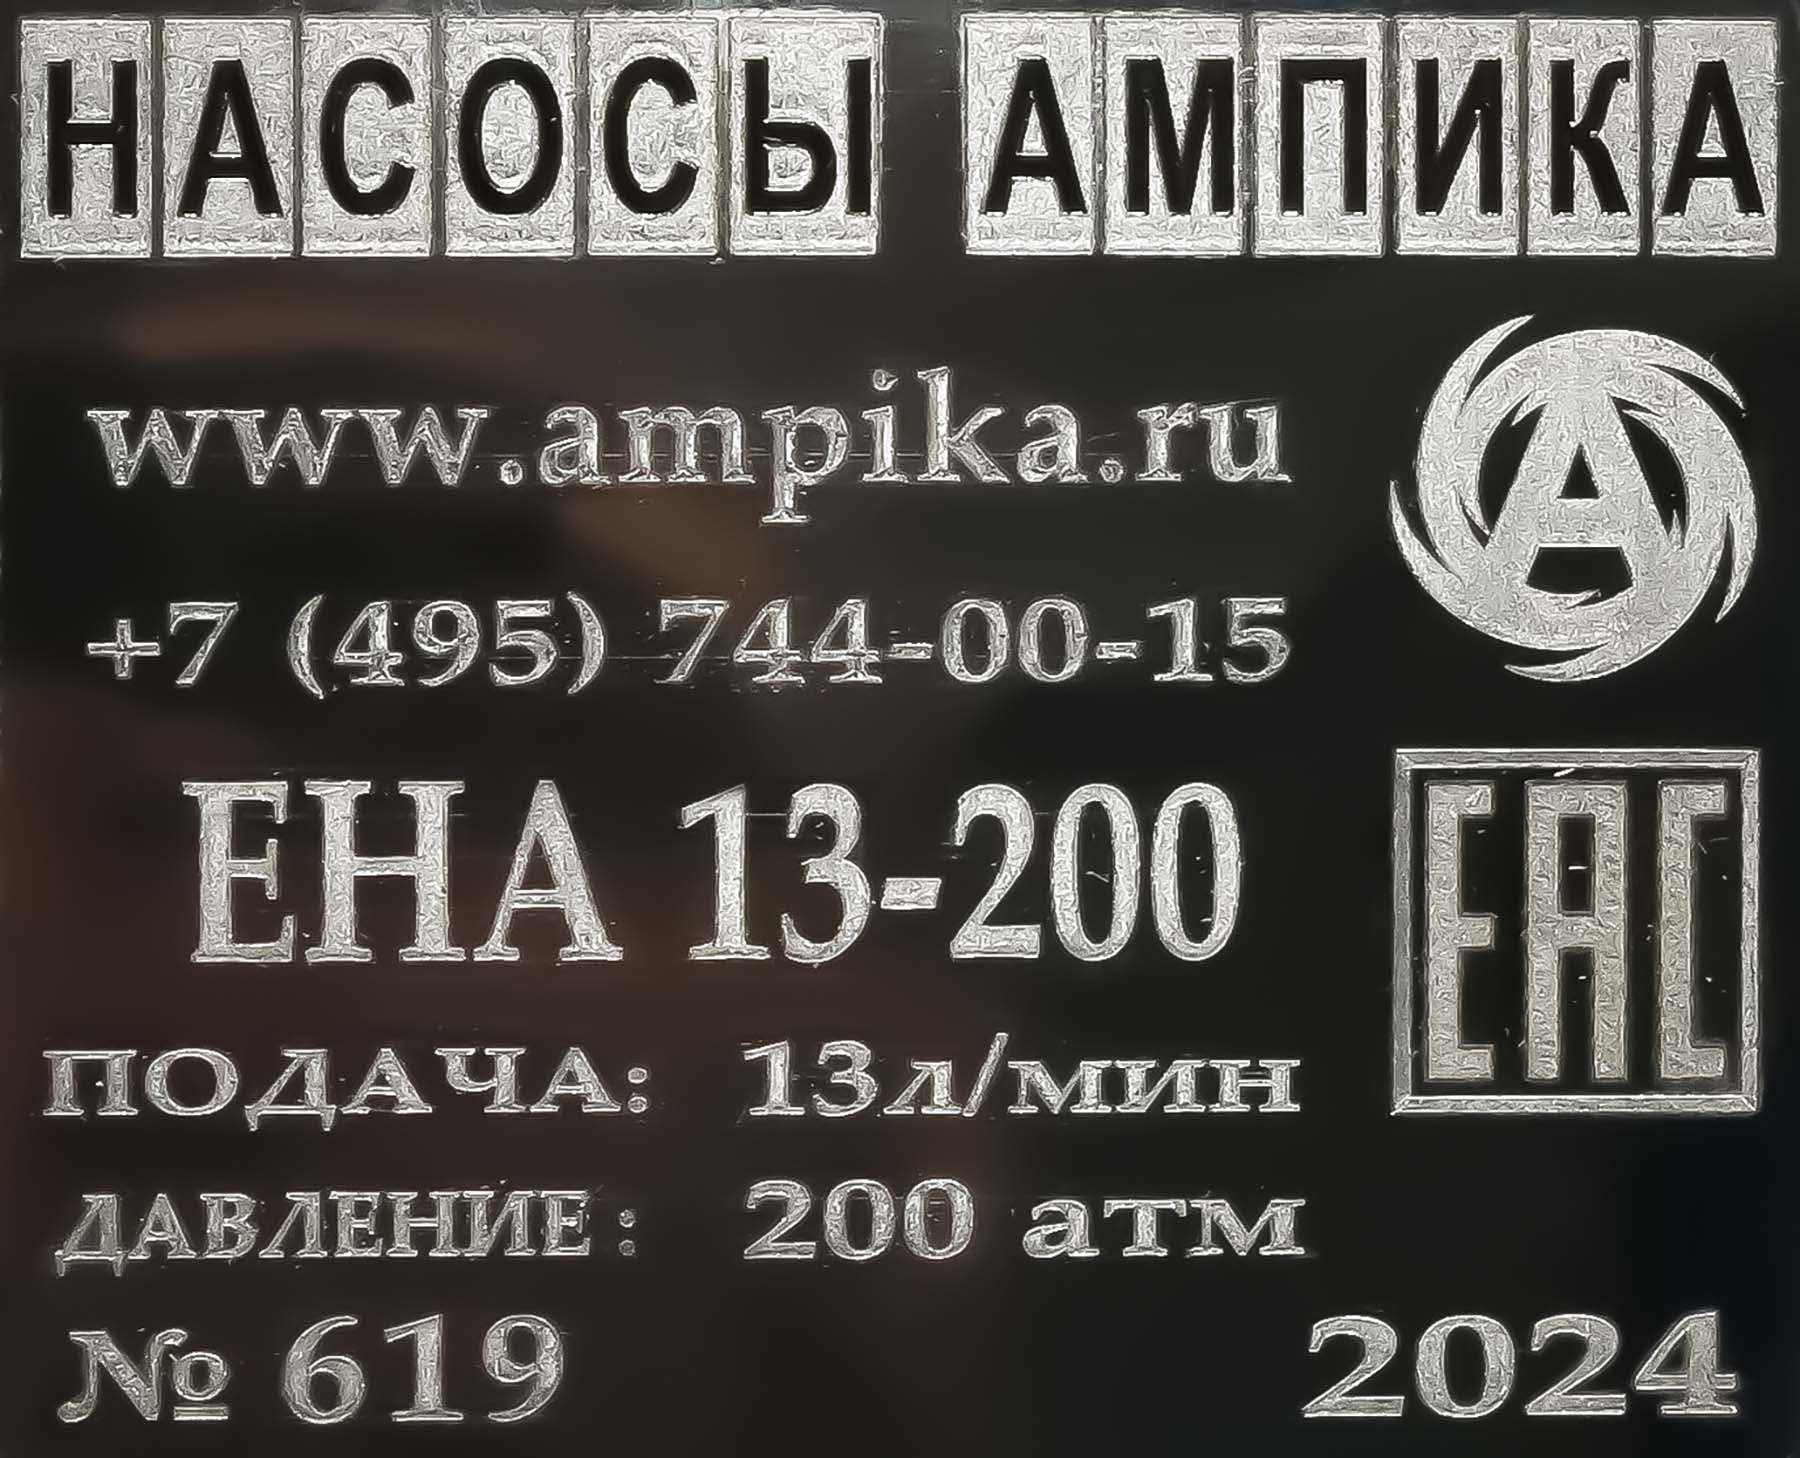 НАСОСЫ АМПИКА
www.ampika.ru
+7 (495) 744-00-15
А
ЕНА 13-200
ЕАС
ПОДАЧА: 13л/мин
ДАВЛЕНИЕ: 200 атм
№ 619 2024